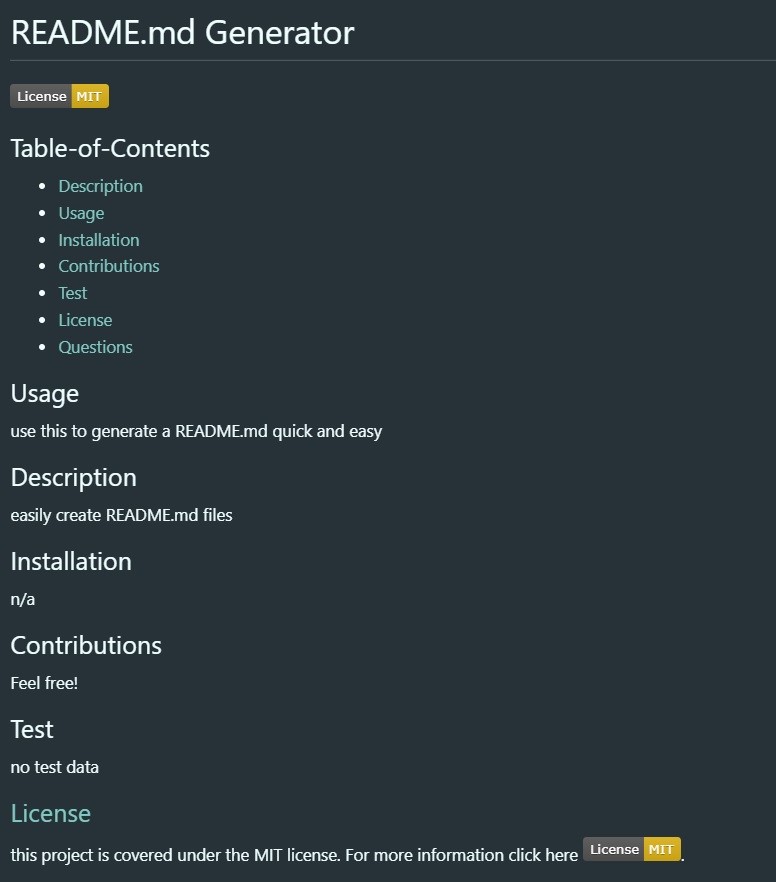 README.md Generator
License MIT
Table-of-Contents
Description
Usage
Installation
Contributions
Test
License
Questions
Usage
use this to generate a README.md quick and easy
Description
easily create README.md files
Installation
n/a
Contributions
Feel free!
Test
no test data
License
this project is covered under the MIT license. For more information click here License MIT.